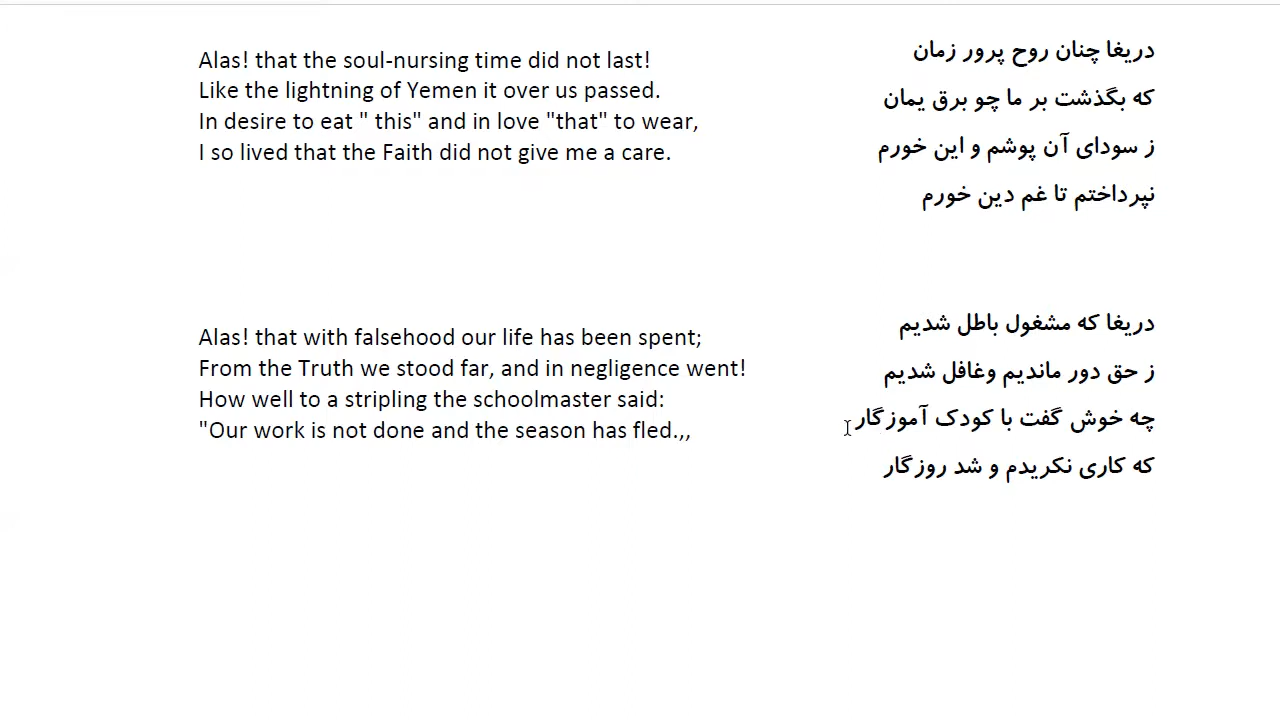 Alas! that the soul-nursing time did not last!
Like the lightning of Yemen it over us passed.
In desire to eat " this" and in love "that" to wear,
I so lived that the Faith did not give me a care.
دریغا چنان روح پرور زمان
که بگذشت بر ما چو برق یمان
ز سودای آن پوشم و این خورم
نپرداختم تا غم دین خورم
Alas! that with falsehood our life has been spent;
From the Truth we stood far, and in negligence went!
How well to a stripling the schoolmaster said:
"Our work is not done and the season has fled.,,
دریغا که مشغول باطل شدیم
ز حق دور ماندیم وغافل شدیم
چه خوش گفت با کودک آموزگار
که کاری نکریدم و شد روزگار